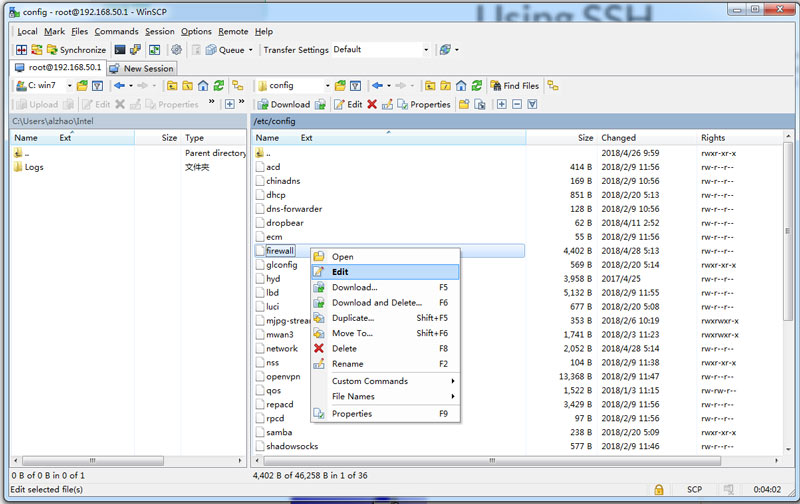 Using SSH
config - root@192.168.50.1 - WinSCP
Local Mark Files Commands Session Options Remote Help
Synchronize Queue Transfer Settings Default
root@192.168.50.1 New Session
C: win7 config Find Files
Upload Edit Properties » Download Edit Properties
C:\Users\alzhao\Intel /etc/config
Name Ext Size Type Name Ext Size Changed Rights
.. Parent directory .. 2018/4/26 9:59 rwxr-xr-x
Logs 文件夹 acd 414 B 2018/2/9 11:56 rw-r--r--
chinadns 169 B 2018/2/9 10:56 rw-r--r--
dhcp 851 B 2018/2/20 5:13 rw-r--r--
dns-forwarder 128 B 2018/2/9 10:56 rw-r--r--
dropbear 62 B 2018/4/11 2:52 rw-r--r--
ecm 55 B 2018/2/9 11:56 rw-r--r--
firewall 4,402 B 2018/4/28 5:13 rw-r--r--
glconfig Open 569 B 2018/2/20 5:14 rwxr-xr-x
hyd Edit 3,958 B 2017/4/25 rw-r--r--
lbd Download... F5 5,132 B 2018/2/9 11:55 rw-r--r--
luci Download and Delete... F6 677 B 2018/2/20 5:08 rw-r--r--
mjpg-strea Duplicate... Shift+F5 353 B 2018/2/6 10:19 rwxrwxr-x
mwan3 Move To... Shift+F6 1,741 B 2018/2/3 11:23 rwxrwxr-x
network Delete F8 2,052 B 2018/4/28 5:14 rw-r--r--
nss Rename F2 104 B 2018/2/9 11:38 rwxr-xr-x
openvpn Custom Commands 13,368 B 2018/2/9 11:47 rw-r--r--
qos File Names 1,522 B 2018/1/3 11:15 rw-rw-r--
repacd Properties F9 3,429 B 2018/2/9 11:56 rw-r--r--
rpcd 97 B 2018/2/9 11:56 rw-r--r--
samba 238 B 2018/2/20 5:09 rwxr-xr-x
shadowsocks 577 B 2018/2/9 11:46 rw-r--r--
0 B of 0 B in 0 of 1 4,402 B of 46,258 B in 1 of 36
Edit selected file(s) SCP 0:04:02